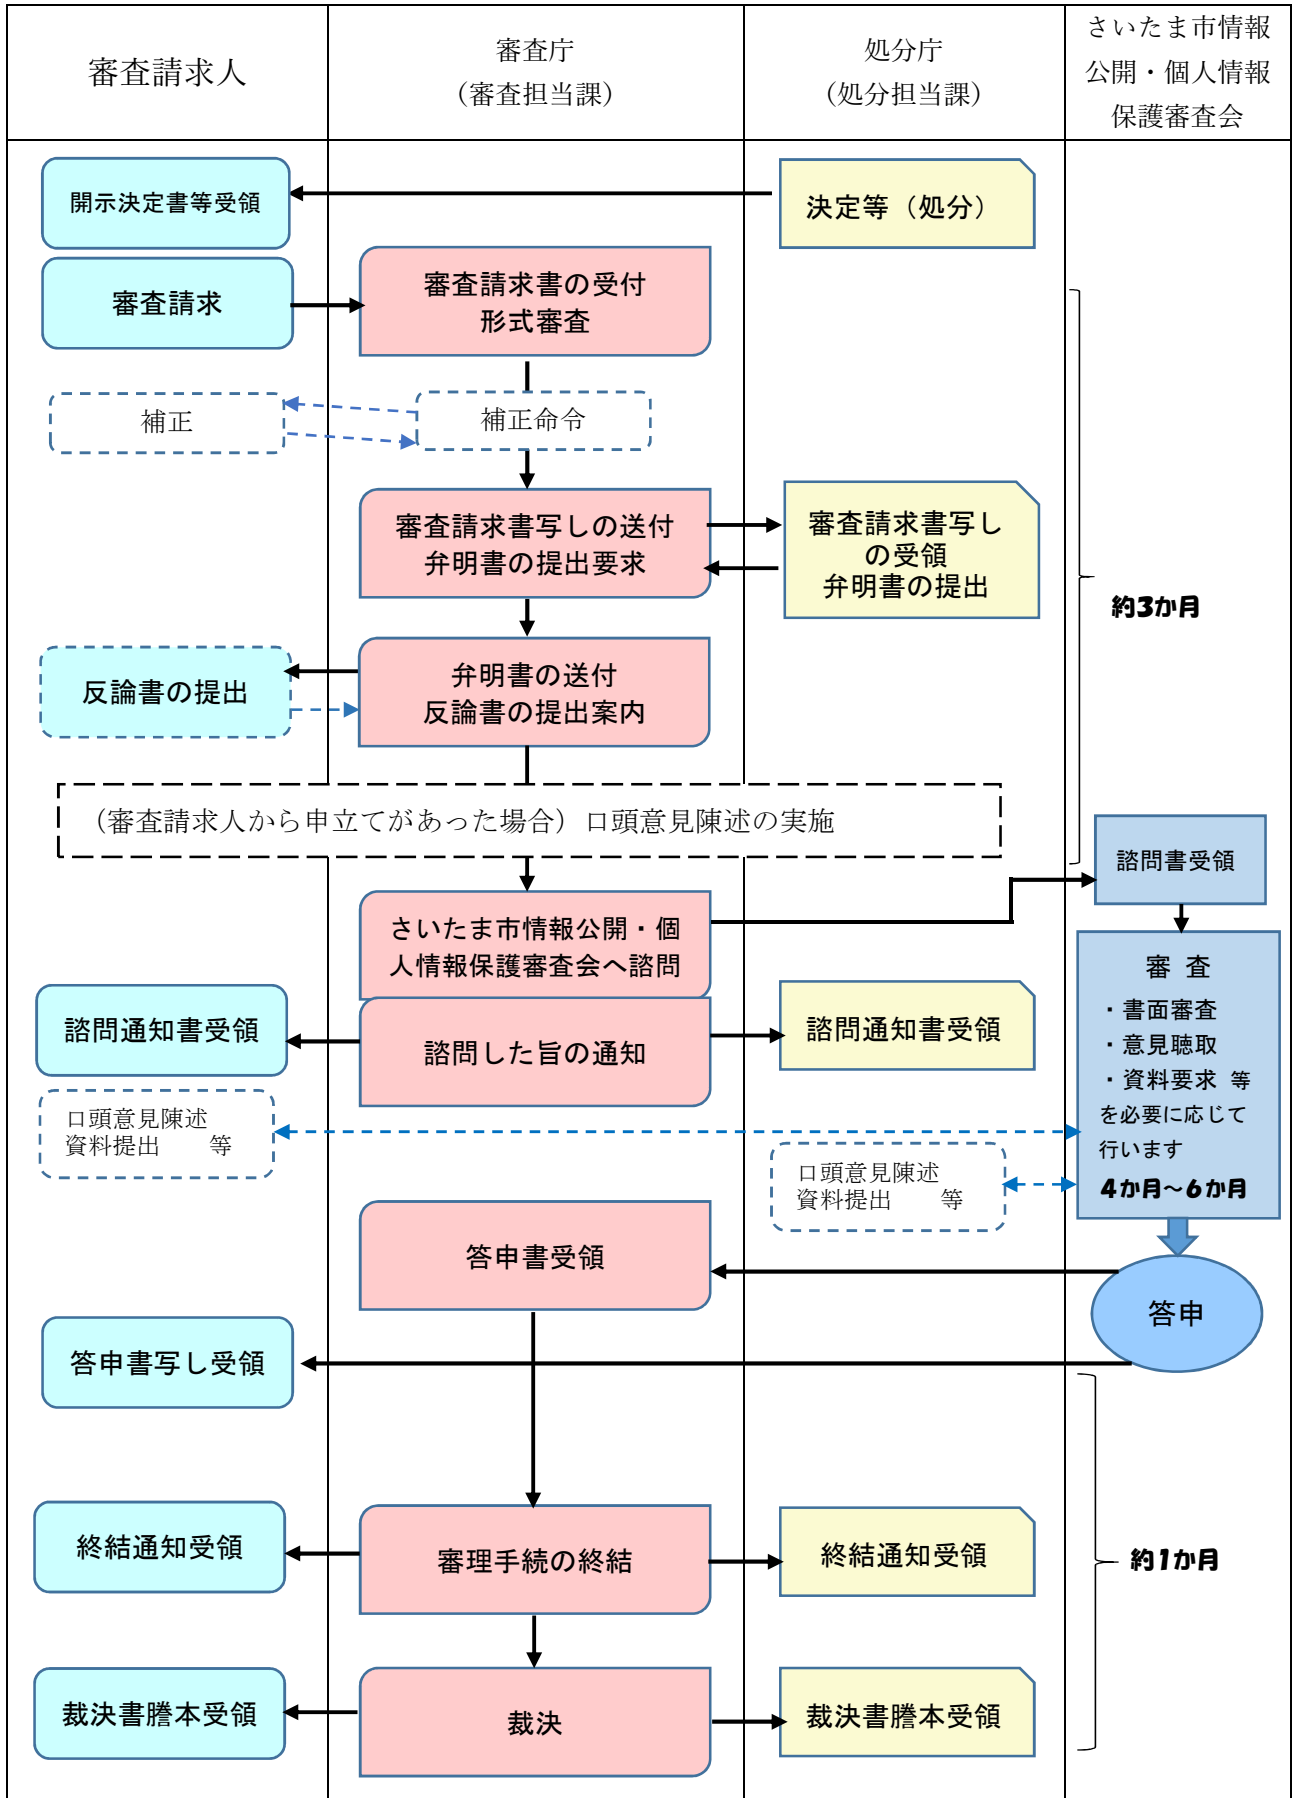 審査請求人
審査庁
（審査担当課）
処分庁
（処分担当課）
さいたま市情報
公開・個人情報
保護審査会
開示決定書等受領
決定等（処分）
審査請求
審査請求書の受付
形式審査
補正
補正命令
審査請求書写しの送付
弁明書の提出要求
審査請求書写し
の受領
弁明書の提出
約3か月
反論書の提出
弁明書の送付
反論書の提出案内
（審査請求人から申立てがあった場合）口頭意見陳述の実施
諮問書受領
さいたま市情報公開・個
人情報保護審査会へ諮問
審 査
・書面審査
・意見聴取
・資料要求 等
を必要に応じて
行います
4か月～6か月
諮問通知書受領
諮問した旨の通知
諮問通知書受領
口頭意見陳述
資料提出　　等
口頭意見陳述
資料提出　　等
答申書受領
答申
答申書写し受領
終結通知受領
審理手続の終結
終結通知受領
約1か月
裁決書謄本受領
裁決
裁決書謄本受領